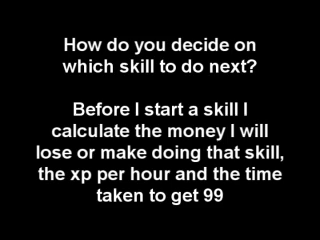 How do you decide on
which skill to do next?
Before I start a skill I
calculate the money I will
lose or make doing that skill,
the xp per hour and the time
taken to get 99